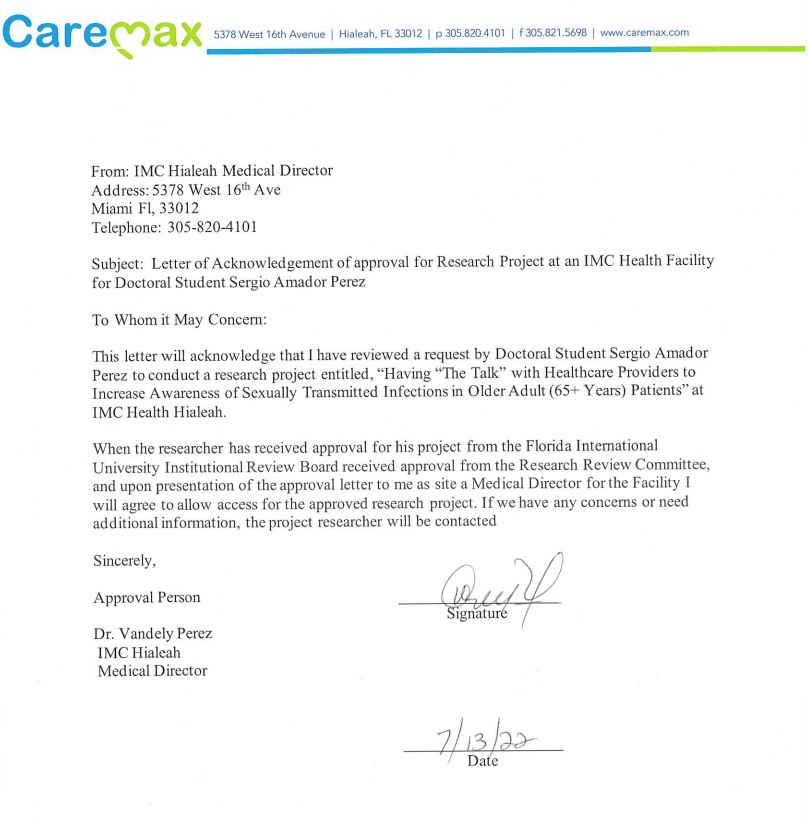 Caremax 5378 West 16th Avenue | Hialeah, FL 33012 | p 305.820.4101 | f 305.821.5698 | www.caremax.com
From: IMC Hialeah Medical Director
Address: 5378 West 16th Ave
Miami Fl, 33012
Telephone: 305-820-4101
Subject: Letter of Acknowledgement of approval for Research Project at an IMC Health Facility
for Doctoral Student Sergio Amador Perez
To Whom it May Concern:
This letter will acknowledge that I have reviewed a request by Doctoral Student Sergio Amador
Perez to conduct a research project entitled, “Having “The Talk” with Healthcare Providers to
Increase Awareness of Sexually Transmitted Infections in Older Adult (65+ Years) Patients” at
IMC Health Hialeah.
When the researcher has received approval for his project from the Florida International
University Institutional Review Board received approval from the Research Review Committee,
and upon presentation of the approval letter to me as site a Medical Director for the Facility I
will agree to allow access for the approved research project. If we have any concerns or need
additional information, the project researcher will be contacted
Sincerely,
Approval Person
Signature
Dr. Vandely Perez
IMC Hialeah
Medical Director
7/13/22
Date